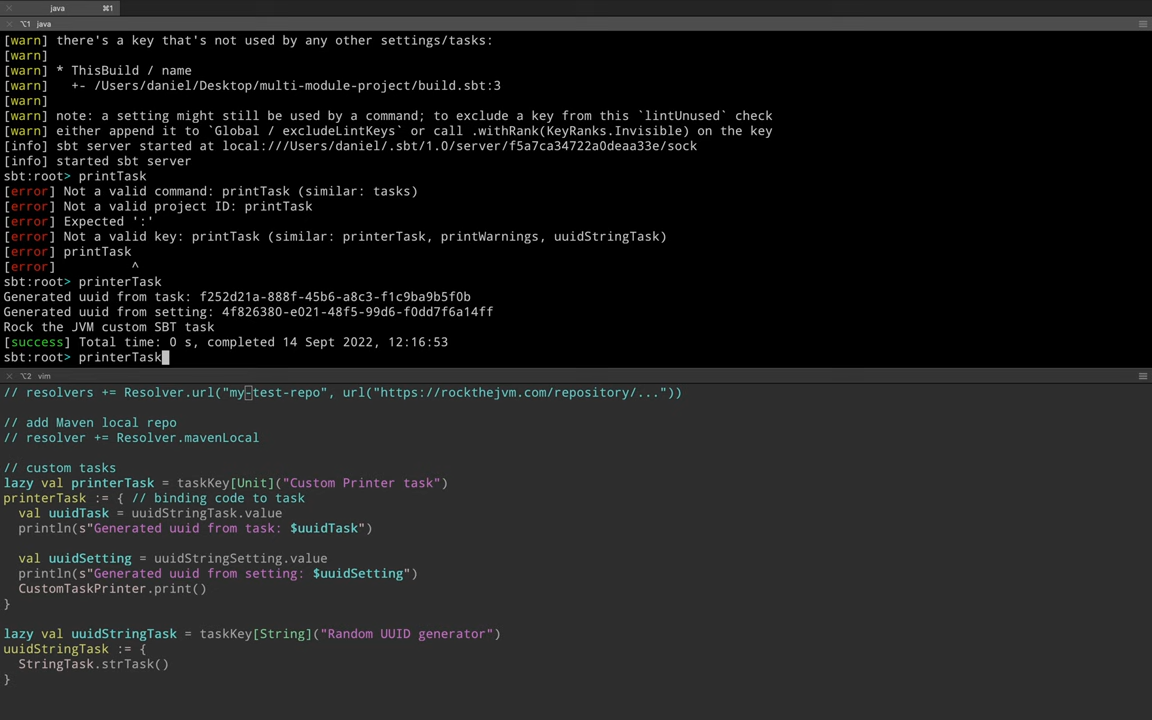 java ⌘1
⌥1 java
[warn] there's a key that's not used by any other settings/tasks:
[warn]
[warn] * ThisBuild / name
[warn]   +- /Users/daniel/Desktop/multi-module-project/build.sbt:3
[warn]
[warn] note: a setting might still be used by a command; to exclude a key from this `lintUnused` check
[warn] either append it to `Global / excludeLintKeys` or call .withRank(KeyRanks.Invisible) on the key
[info] sbt server started at local:///Users/daniel/.sbt/1.0/server/f5a7ca34722a0deaa33e/sock
[info] started sbt server
sbt:root> printTask
[error] Not a valid command: printTask (similar: tasks)
[error] Not a valid project ID: printTask
[error] Expected ':'
[error] Not a valid key: printTask (similar: printerTask, printWarnings, uuidStringTask)
[error] printTask
[error]          ^
sbt:root> printerTask
Generated uuid from task: f252d21a-888f-45b6-a8c3-f1c9ba9b5f0b
Generated uuid from setting: 4f826380-e021-48f5-99d6-f0dd7f6a14ff
Rock the JVM custom SBT task
[success] Total time: 0 s, completed 14 Sept 2022, 12:16:53
sbt:root> printerTask
⌥2 vim
// resolvers += Resolver.url("my-test-repo", url("https://rockthejvm.com/repository/..."))
// add Maven local repo
// resolver += Resolver.mavenLocal
// custom tasks
lazy val printerTask = taskKey[Unit]("Custom Printer task")
printerTask := { // binding code to task
  val uuidTask = uuidStringTask.value
  println(s"Generated uuid from task: $uuidTask")
  val uuidSetting = uuidStringSetting.value
  println(s"Generated uuid from setting: $uuidSetting")
  CustomTaskPrinter.print()
}
lazy val uuidStringTask = taskKey[String]("Random UUID generator")
uuidStringTask := {
  StringTask.strTask()
}